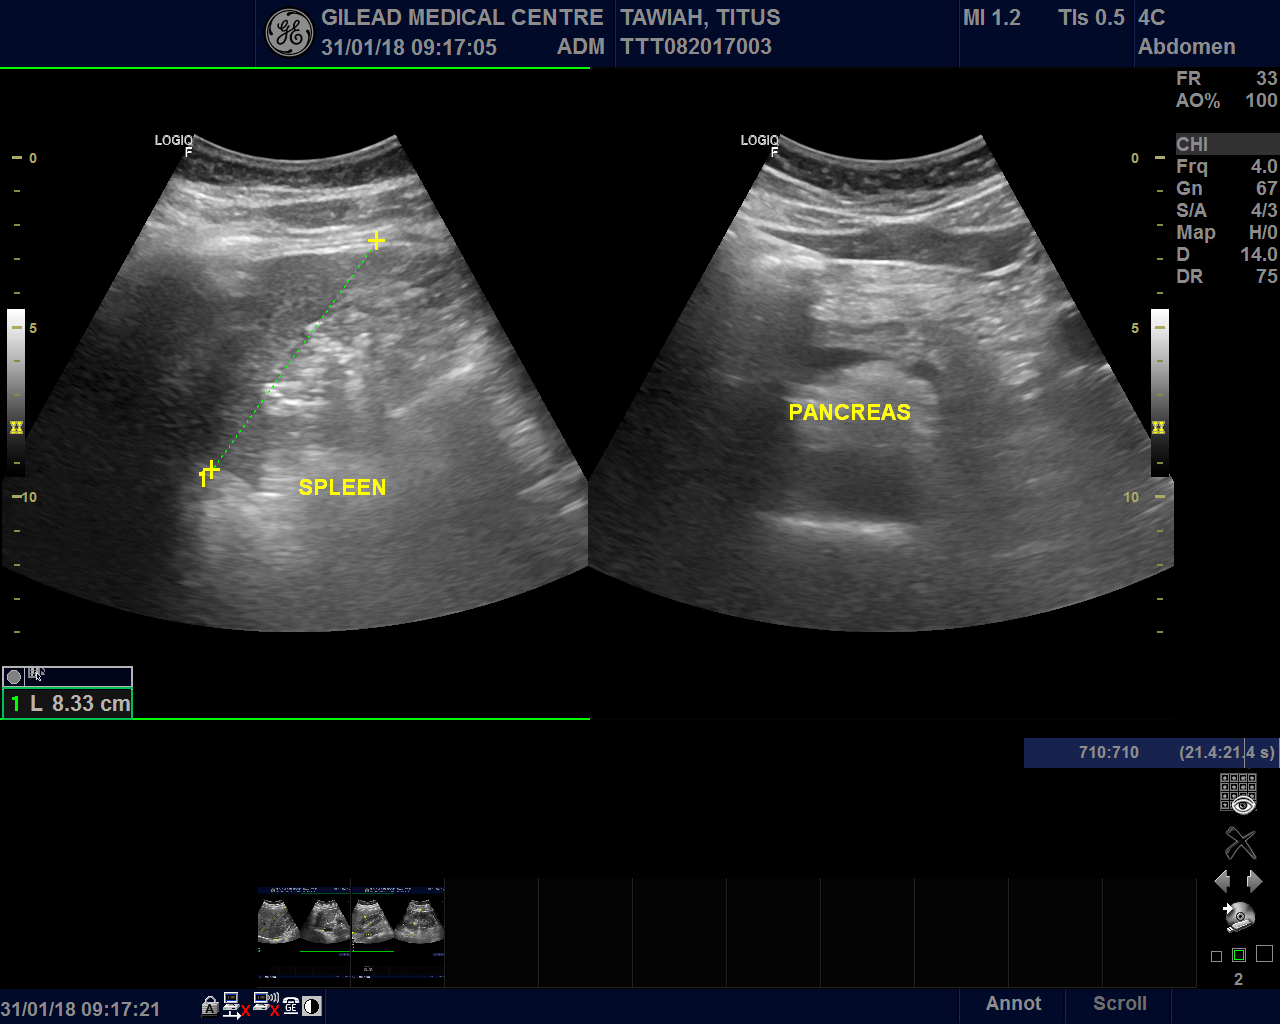 GILEAD MEDICAL CENTRE
31/01/18 09:17:05 ADM
TAWIAH, TITUS
TTT082017003
MI 1.2 TIs 0.5
4C
Abdomen
FR 33
AO% 100
CHI
Frq 4.0
Gn 67
S/A 4/3
Map H/0
D 14.0
DR 75
LOGIQ
F
LOGIQ
F
0
5
10
0
5
10
1
SPLEEN
PANCREAS
1 L 8.33 cm
710:710 (21.4:21.4 s)
2
31/01/18 09:17:21
GE
Annot
Scroll